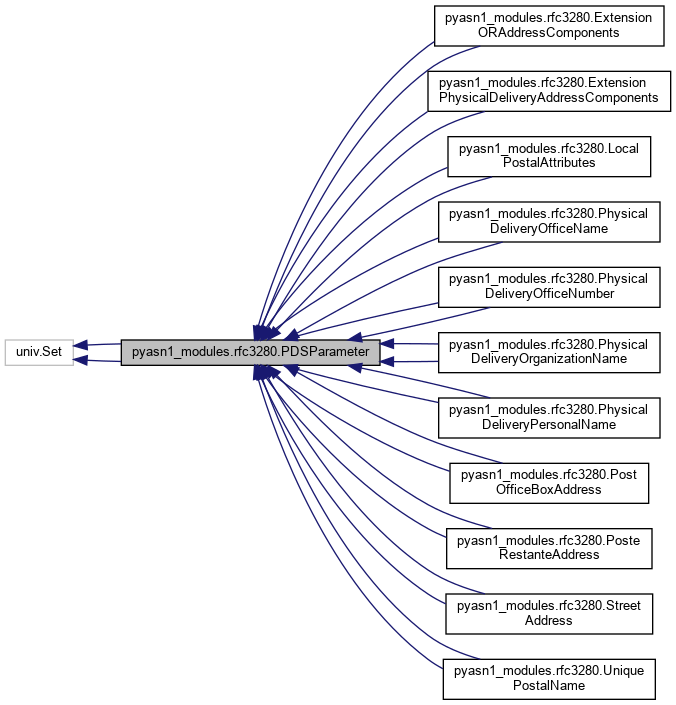 pyasn1_modules.rfc3280.Extension
ORAddressComponents
pyasn1_modules.rfc3280.Extension
PhysicalDeliveryAddressComponents
pyasn1_modules.rfc3280.Local
PostalAttributes
pyasn1_modules.rfc3280.Physical
DeliveryOfficeName
pyasn1_modules.rfc3280.Physical
DeliveryOfficeNumber
univ.Set
pyasn1_modules.rfc3280.PDSParameter
pyasn1_modules.rfc3280.Physical
DeliveryOrganizationName
pyasn1_modules.rfc3280.Physical
DeliveryPersonalName
pyasn1_modules.rfc3280.Post
OfficeBoxAddress
pyasn1_modules.rfc3280.Poste
RestanteAddress
pyasn1_modules.rfc3280.Street
Address
pyasn1_modules.rfc3280.Unique
PostalName